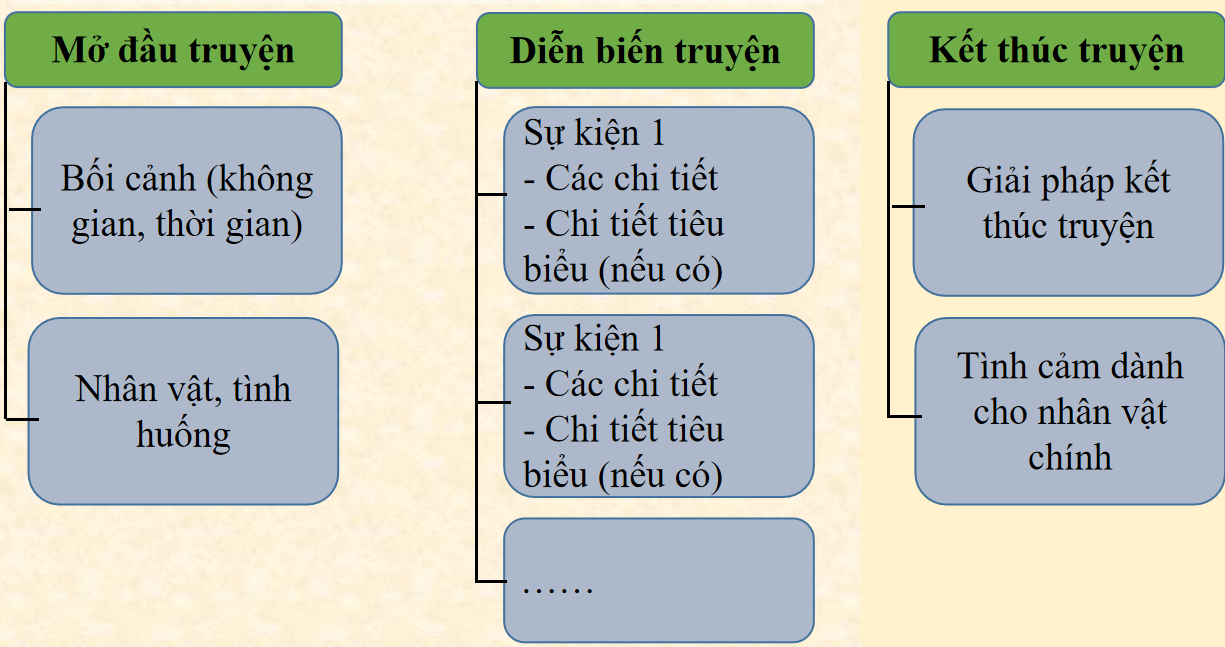 Mở đầu truyện
Bối cảnh (không
gian, thời gian)
Nhân vật, tình
huống
Diễn biến truyện
Sự kiện 1
- Các chi tiết
- Chi tiết tiêu
biểu (nếu có)
Sự kiện 1
- Các chi tiết
- Chi tiết tiêu
biểu (nếu có)
……
Kết thúc truyện
Giải pháp kết
thúc truyện
Tình cảm dành
cho nhân vật
chính